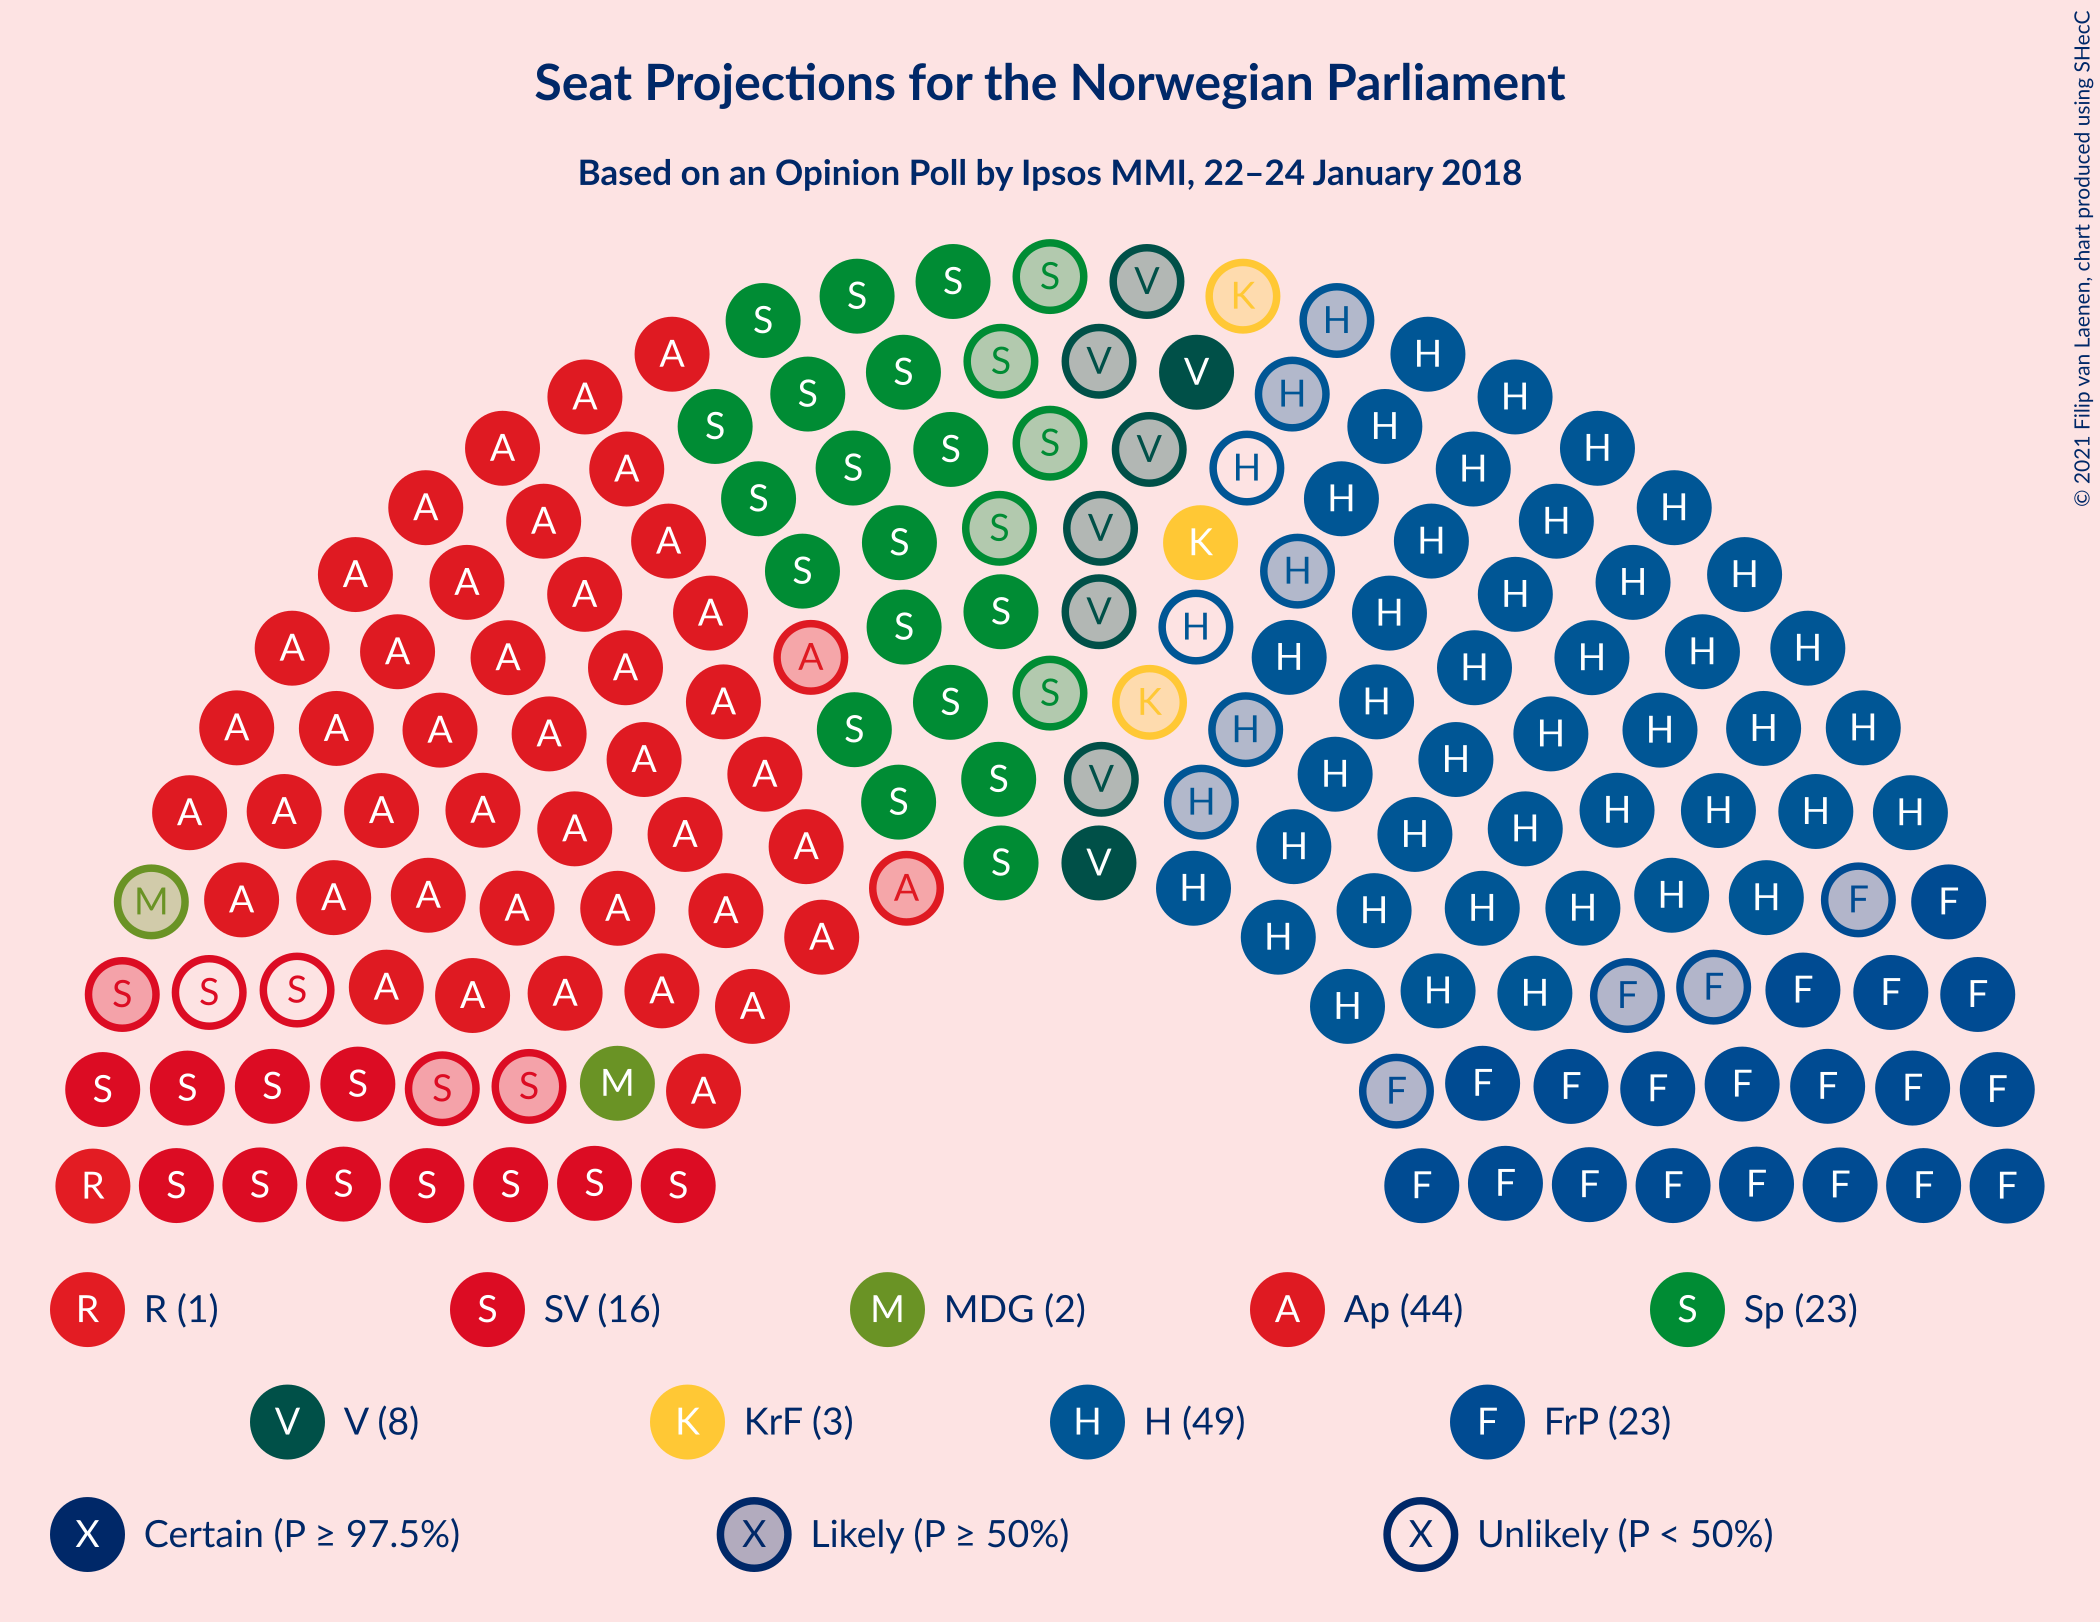 Seat Projections for the Norwegian Parliament
Based on an Opinion Poll by Ipsos MMI, 22–24 January 2018
© 2021 Filip van Laenen, chart produced using SHecC
S S S S V K H
A S S S V V H H H
A A S S S V H H H H
A A S S S V K H H H H
A A A S S S V H H H H H
A A A A A S S V H H H H H H
A A A A A S S K H H H H H H
A A A A A A S S V H H H H H H H
A A A A A A A S V H H H H H H H
M A A A A A A A A H H H H H H H F F
S S S A A A A A H H H F F F F F
S S S S S S M A F F F F F F F F
R S S S S S S S F F F F F F F F
R R (1) S SV (16) M MDG (2) A Ap (44) S Sp (23)
V V (8) K KrF (3) H H (49) F FrP (23)
X Certain (P ≥ 97.5%) X Likely (P ≥ 50%) X Unlikely (P < 50%)